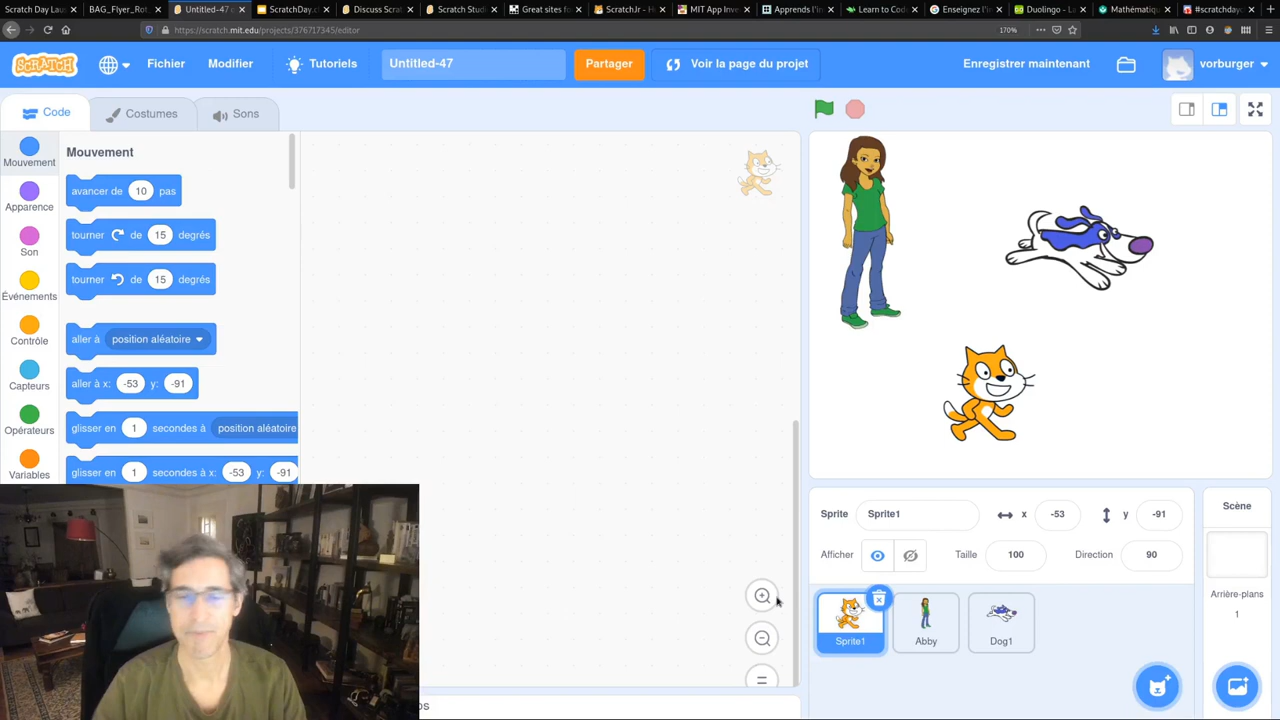 Scratch Day Lau
BAG_Flyer_Rot
Untitled-47
ScratchDay.c
Discuss Scrat
Scratch Studi
Great sites fo
ScratchJr - H
MIT App Inve
Apprends l'in
Learn to Code
Enseignez l'in
Duolingo - La
Mathématiqu
#scratchday
https://scratch.mit.edu/projects/376717345/editor
170%
SCRATCH
Fichier
Modifier
Tutoriels
Untitled-47
Partager
Voir la page du projet
Enregistrer maintenant
vorburger
Code
Costumes
Sons
Mouvement
Apparence
Son
Événements
Contrôle
Capteurs
Opérateurs
Variables
Mouvement
avancer de 10 pas
tourner de 15 degrés
tourner de 15 degrés
aller à position aléatoire
aller à x: -53 y: -91
glisser en 1 secondes à position aléatoire
glisser en 1 secondes à x: -53 y: -91
Sprite Sprite1 x -53 y -91
Afficher Taille 100 Direction 90
Sprite1
Abby
Dog1
Scène
Arrière-plans
1
os